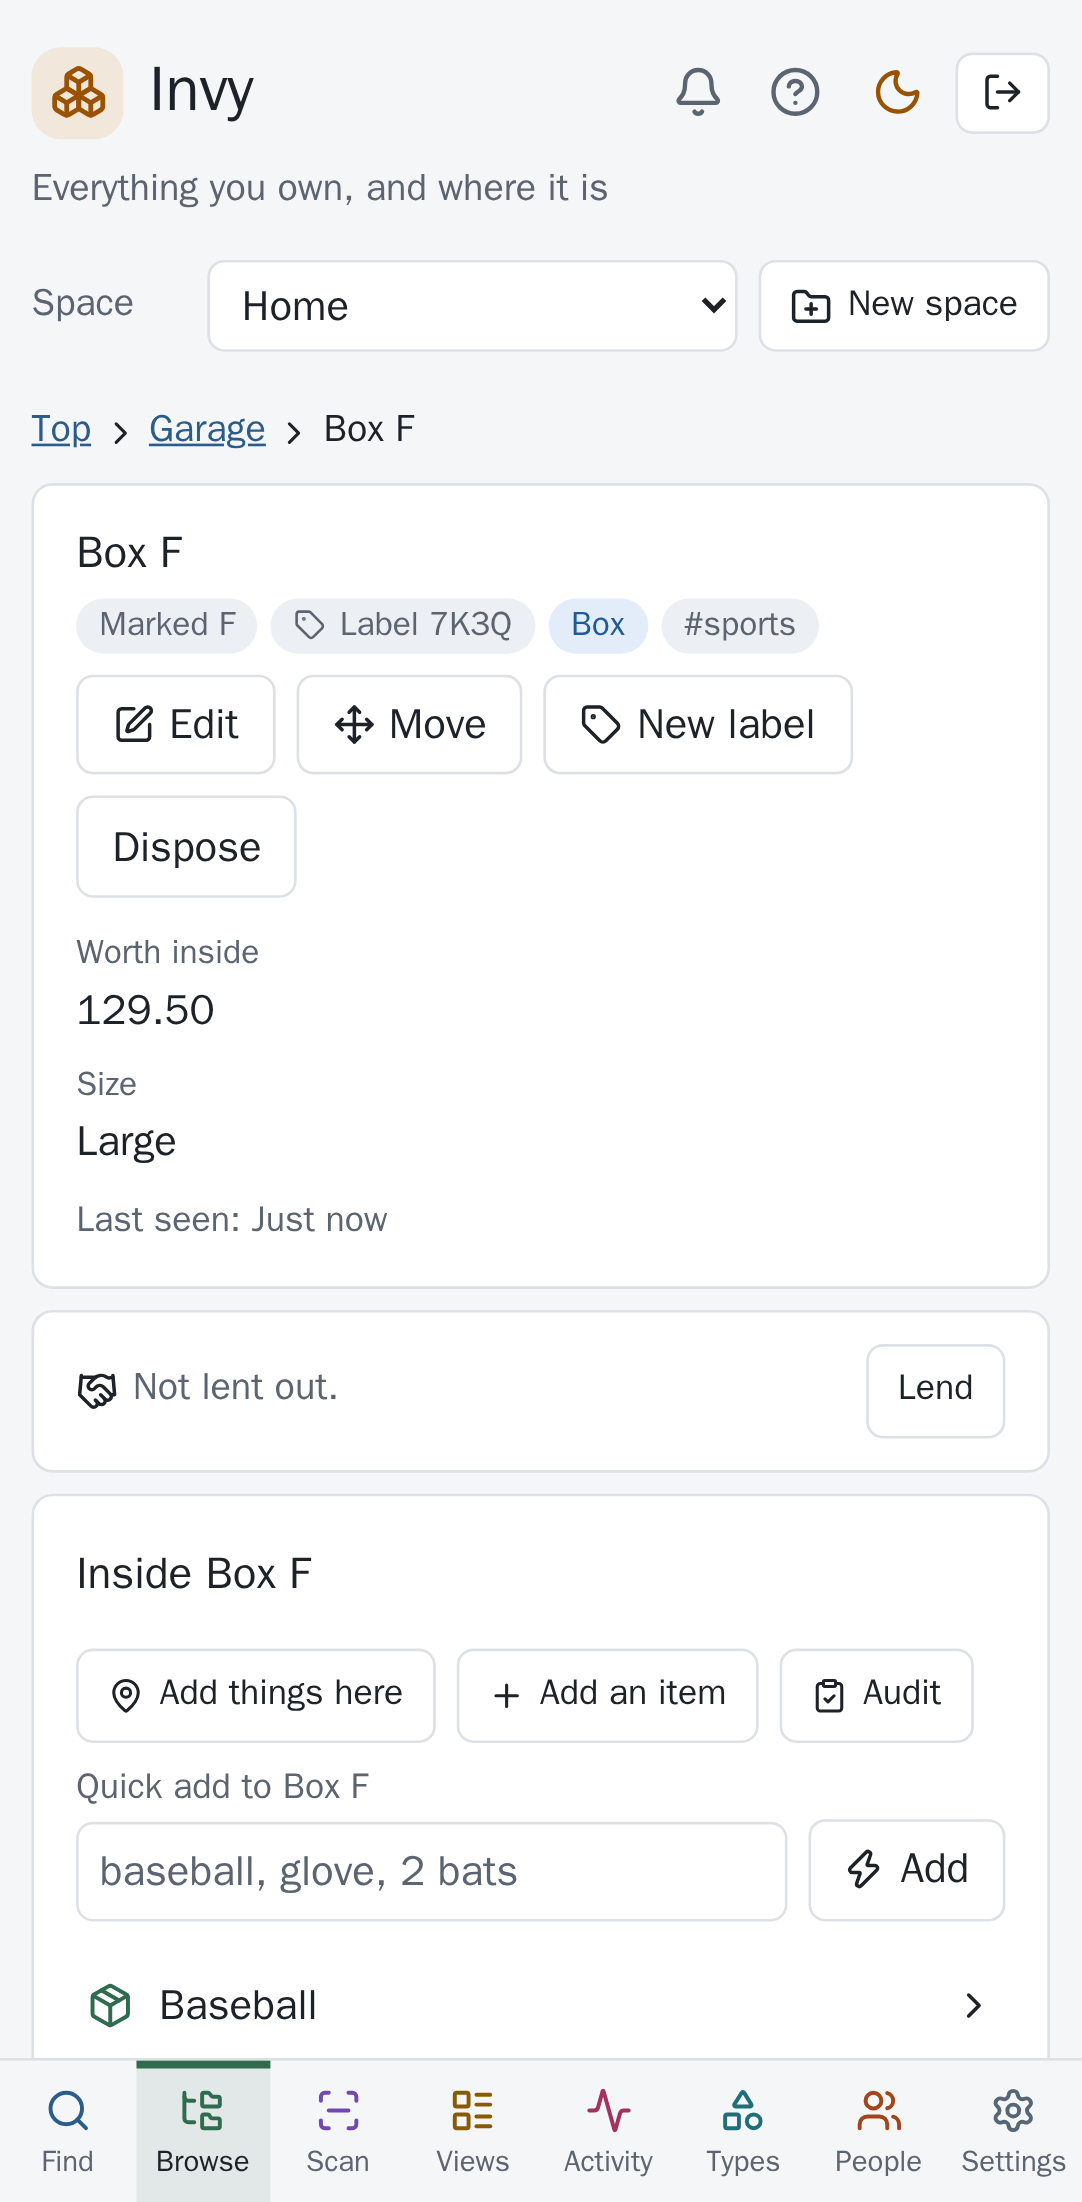 Invy
Everything you own, and where it is
Space
Home
New space
Top > Garage > Box F
Box F
Marked F
Label 7K3Q
Box
#sports
Edit
Move
New label
Dispose
Worth inside
129.50
Size
Large
Last seen: Just now
Not lent out.
Lend
Inside Box F
Add things here
Add an item
Audit
Quick add to Box F
baseball, glove, 2 bats
Add
Baseball
Find
Browse
Scan
Views
Activity
Types
People
Settings